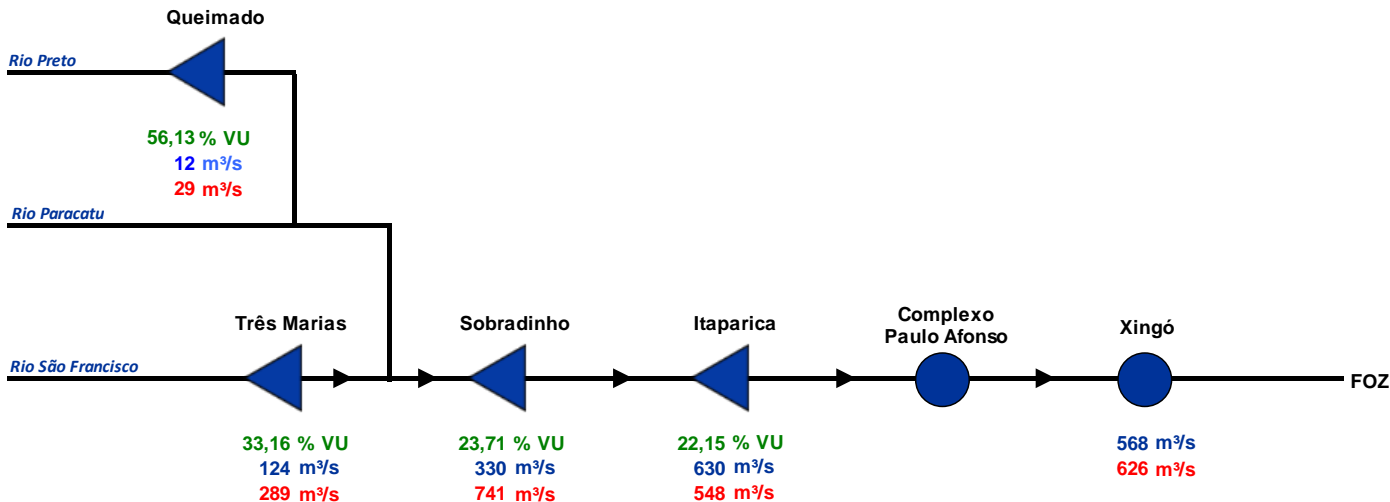 Queimado
Rio Preto
56,13 % VU
12 m³/s
29 m³/s
Rio Paracatu
Três Marias
Sobradinho
Itaparica
Complexo
Paulo Afonso
Xingó
Rio São Francisco
FOZ
33,16 % VU
124 m³/s
289 m³/s
23,71 % VU
330 m³/s
741 m³/s
22,15 % VU
630 m³/s
548 m³/s
568 m³/s
626 m³/s